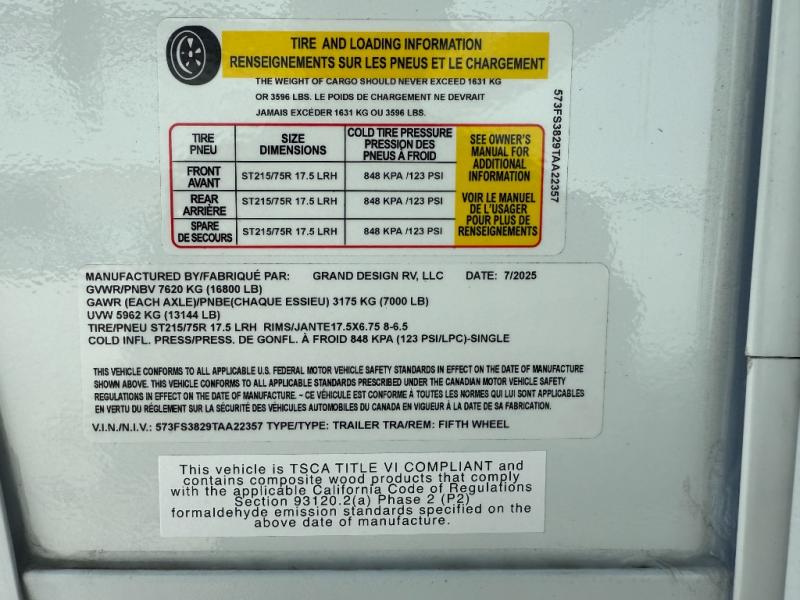 TIRE AND LOADING INFORMATION
RENSEIGNEMENTS SUR LES PNEUS ET LE CHARGEMENT
THE WEIGHT OF CARGO SHOULD NEVER EXCEED 1631 KG
OR 3596 LBS. LE POIDS DE CHARGEMENT NE DEVRAIT
JAMAIS EXCÉDER 1631 KG OU 3596 LBS.
TIRE PNEU SIZE DIMENSIONS COLD TIRE PRESSURE PRESSION DES PNEUS À FROID
FRONT AVANT ST215/75R 17.5 LRH 848 KPA /123 PSI
REAR ARRIÈRE ST215/75R 17.5 LRH 848 KPA /123 PSI
SPARE DE SECOURS ST215/75R 17.5 LRH 848 KPA /123 PSI
SEE OWNER'S
MANUAL FOR
ADDITIONAL
INFORMATION
VOIR LE MANUEL
DE L'USAGER
POUR PLUS DE
RENSEIGNEMENTS
573FS3829TAA22357
MANUFACTURED BY/FABRIQUÉ PAR: GRAND DESIGN RV, LLC DATE: 7/2025
GVWR/PNBV 7620 KG (16800 LB)
GAWR (EACH AXLE)/PNBE(CHAQUE ESSIEU) 3175 KG (7000 LB)
UVW 5962 KG (13144 LB)
TIRE/PNEU ST215/75R 17.5 LRH RIMS/JANTE17.5X6.75 8-6.5
COLD INFL. PRESS/PRESS. DE GONFL. À FROID 848 KPA (123 PSI/LPC)-SINGLE
THIS VEHICLE CONFORMS TO ALL APPLICABLE U.S. FEDERAL MOTOR VEHICLE SAFETY STANDARDS IN EFFECT ON THE DATE OF MANUFACTURE
SHOWN ABOVE. THIS VEHICLE CONFORMS TO ALL APPLICABLE STANDARDS PRESCRIBED UNDER THE CANADIAN MOTOR VEHICLE SAFETY
REGULATIONS IN EFFECT ON THE DATE OF MANUFACTURE. ~ CE VÉHICULE EST CONFORME À TOUTES LES NORMES QUI LUI SONT APPLICABLES
EN VERTU DU RÉGLEMENT SUR LA SÉCURITÉ DES VÉHICULES AUTOMOBILES DU CANADA EN VIGUEUR À LA DATE DE SA FABRICATION.
V.I.N./N.I.V.: 573FS3829TAA22357 TYPE/TYPE: TRAILER TRA/REM: FIFTH WHEEL
This vehicle is TSCA TITLE VI COMPLIANT and
contains composite wood products that comply
with the applicable California Code of Regulations
Section 93120.2(a) Phase 2 (P2)
formaldehyde emission standards specified on the
above date of manufacture.